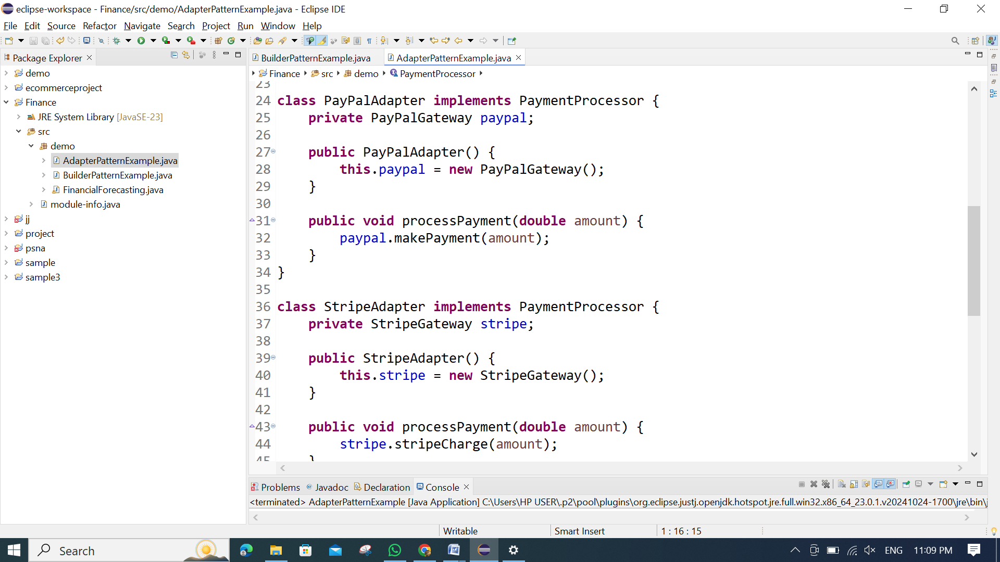 eclipse-workspace - Finance/src/demo/AdapterPatternExample.java - Eclipse IDE
File Edit Source Refactor Navigate Search Project Run Window Help
Package Explorer
demo
ecommerceproject
Finance
JRE System Library [JavaSE-23]
src
demo
AdapterPatternExample.java
BuilderPatternExample.java
FinancialForecasting.java
module-info.java
jj
project
psna
sample
sample3
BuilderPatternExample.java AdapterPatternExample.java
Finance src demo PaymentProcessor
23
24 class PayPalAdapter implements PaymentProcessor {
25     private PayPalGateway paypal;
26
27     public PayPalAdapter() {
28         this.paypal = new PayPalGateway();
29     }
30
31     public void processPayment(double amount) {
32         paypal.makePayment(amount);
33     }
34 }
35
36 class StripeAdapter implements PaymentProcessor {
37     private StripeGateway stripe;
38
39     public StripeAdapter() {
40         this.stripe = new StripeGateway();
41     }
42
43     public void processPayment(double amount) {
44         stripe.stripeCharge(amount);
45     }
Problems @ Javadoc Declaration Console
<terminated> AdapterPatternExample [Java Application] C:\Users\HP USER\.p2\pool\plugins\org.eclipse.justj.openjdk.hotspot.jre.full.win32.x86_64_23.0.1.v20241024-1700\jre\bin\j
Writable Smart Insert 1 : 16 : 15
Search ENG 11:09 PM